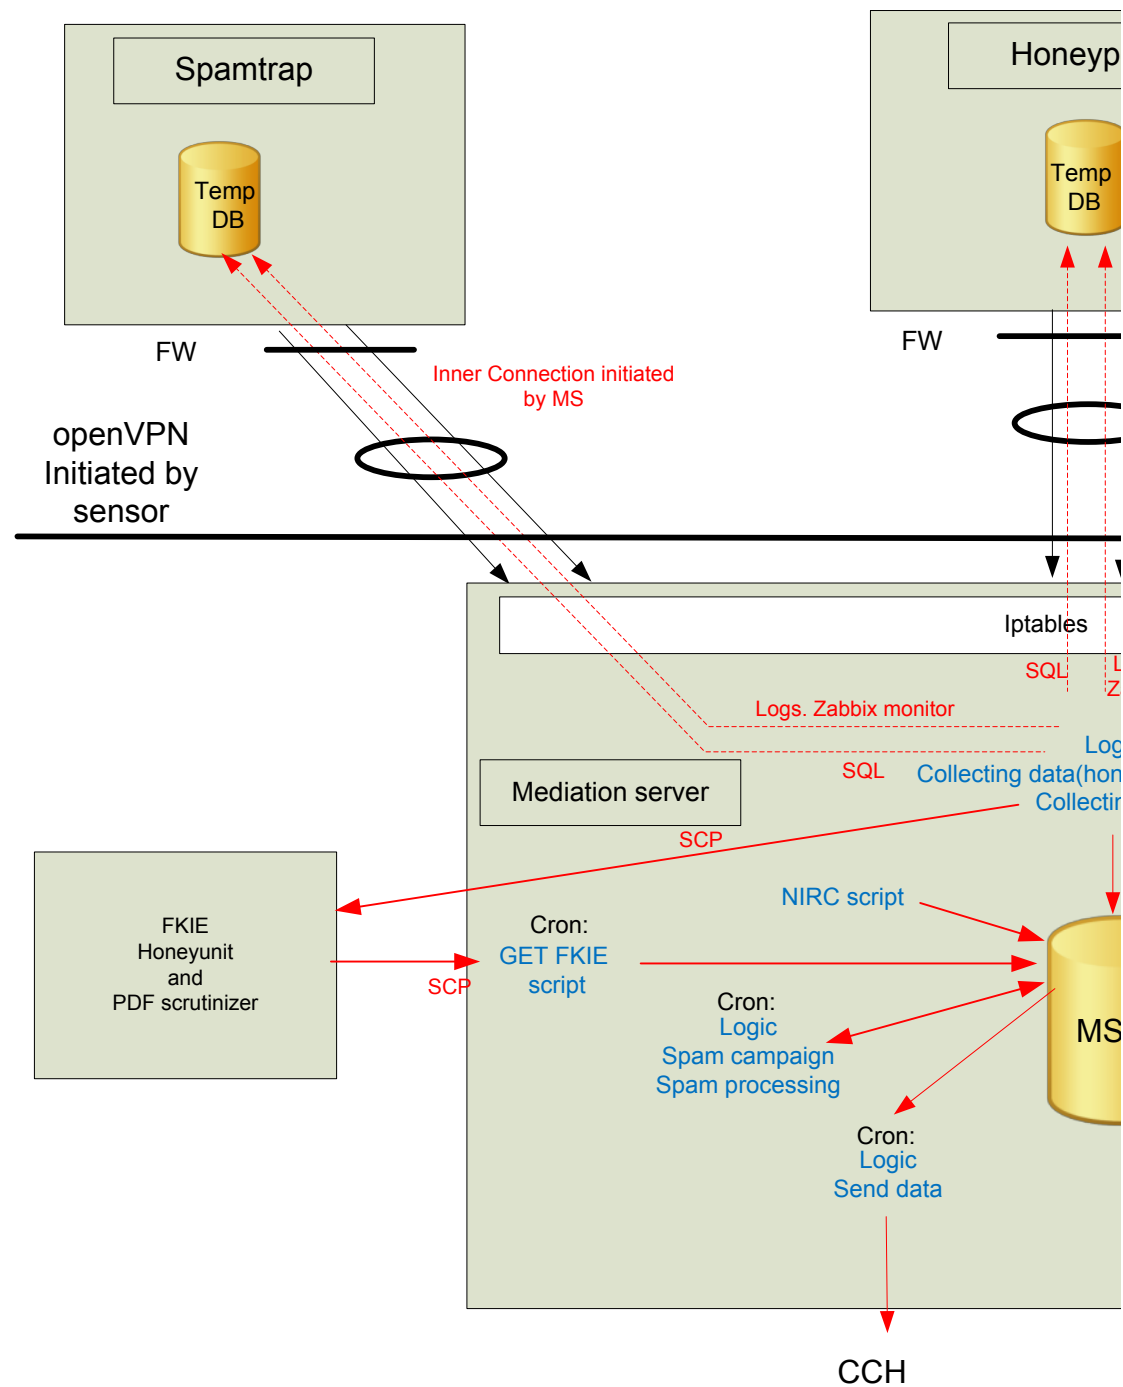 Spamtrap
Honeyp
Temp
DB
Temp
DB
FW
FW
Inner Connection initiated
by MS
openVPN
Initiated by
sensor
Iptables
SQL
L
Za
Logs. Zabbix monitor
SQL
Log
Collecting data(hon
Collectin
Mediation server
SCP
FKIE
Honeyunit
and
PDF scrutinizer
SCP
Cron:
GET FKIE
script
NIRC script
Cron:
Logic
Spam campaign
Spam processing
MS
Cron:
Logic
Send data
CCH